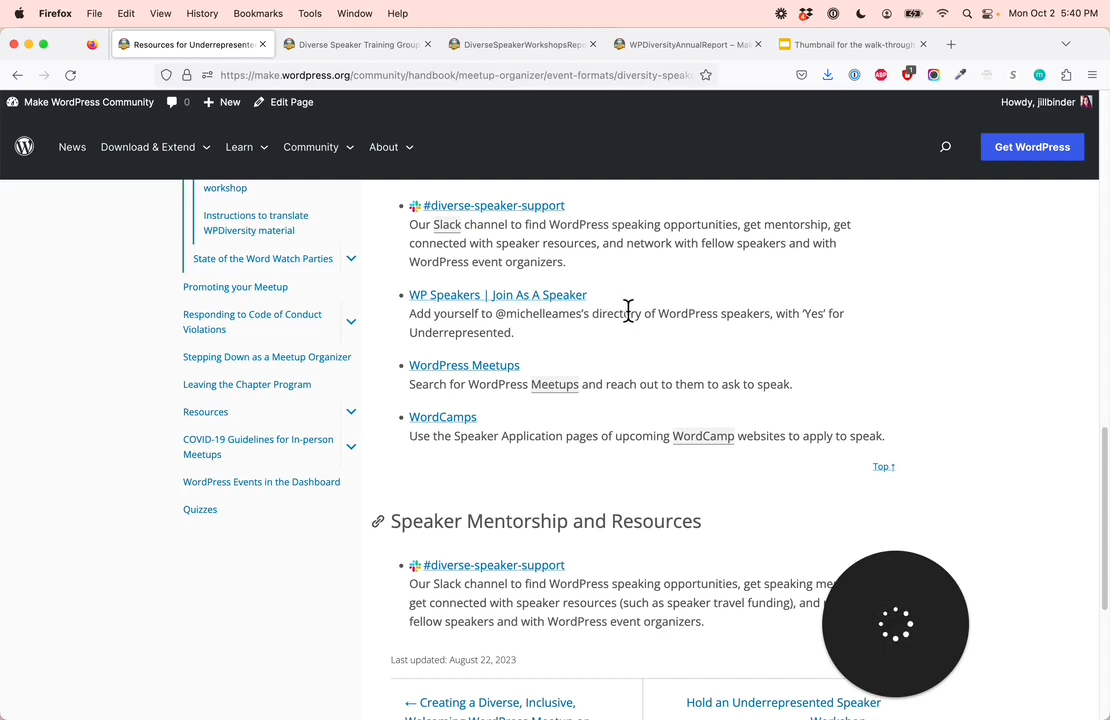 Firefox File Edit View History Bookmarks Tools Window Help Mon Oct 2 5:40 PM
Resources for Underrepresente Diverse Speaker Training Group DiverseSpeakerWorkshopsRepo WPDiversityAnnualReport – Mak Thumbnail for the walk-through
https://make.wordpress.org/community/handbook/meetup-organizer/event-formats/diversity-speake
ABP 1 S m
Make WordPress Community 0 New Edit Page Howdy, jillbinder
News Download & Extend Learn Community About Get WordPress
workshop
Instructions to translate
WPDiversity material
State of the Word Watch Parties
Promoting your Meetup
Responding to Code of Conduct
Violations
Stepping Down as a Meetup Organizer
Leaving the Chapter Program
Resources
COVID-19 Guidelines for In-person
Meetups
WordPress Events in the Dashboard
Quizzes
#diverse-speaker-support
Our Slack channel to find WordPress speaking opportunities, get mentorship, get
connected with speaker resources, and network with fellow speakers and with
WordPress event organizers.
WP Speakers | Join As A Speaker
Add yourself to @michelleames's directory of WordPress speakers, with 'Yes' for
Underrepresented.
WordPress Meetups
Search for WordPress Meetups and reach out to them to ask to speak.
WordCamps
Use the Speaker Application pages of upcoming WordCamp websites to apply to speak.
Top ↑
Speaker Mentorship and Resources
#diverse-speaker-support
Our Slack channel to find WordPress speaking opportunities, get speaking
get connected with speaker resources (such as speaker travel funding), and
fellow speakers and with WordPress event organizers.
Last updated: August 22, 2023
← Creating a Diverse, Inclusive,
Hold an Underrepresented Speaker
Welcoming WordPress Meetup or
Workshop